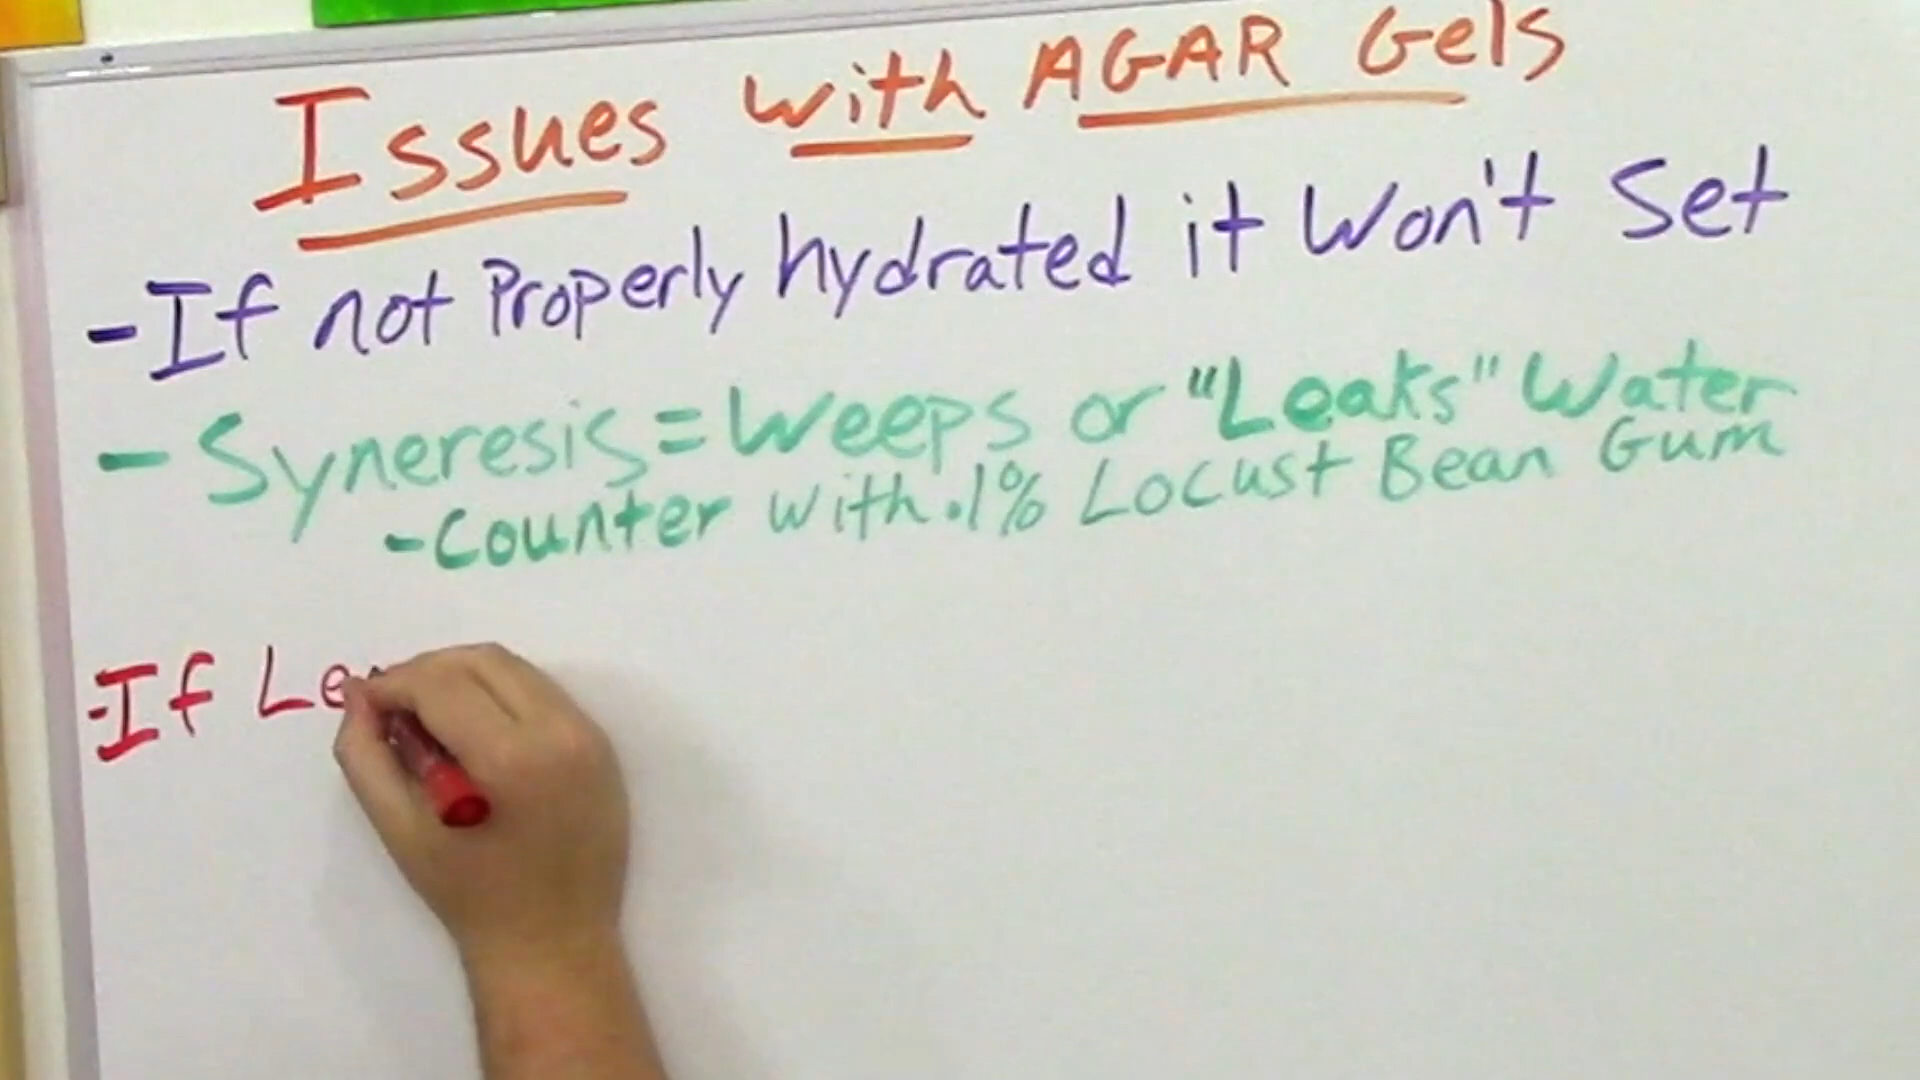 Issues with AGAR Gels
-If not Properly hydrated it Won't Set
- Syneresis = Weeps or "Leaks" Water
-Counter with .1% Locust Bean Gum
-If